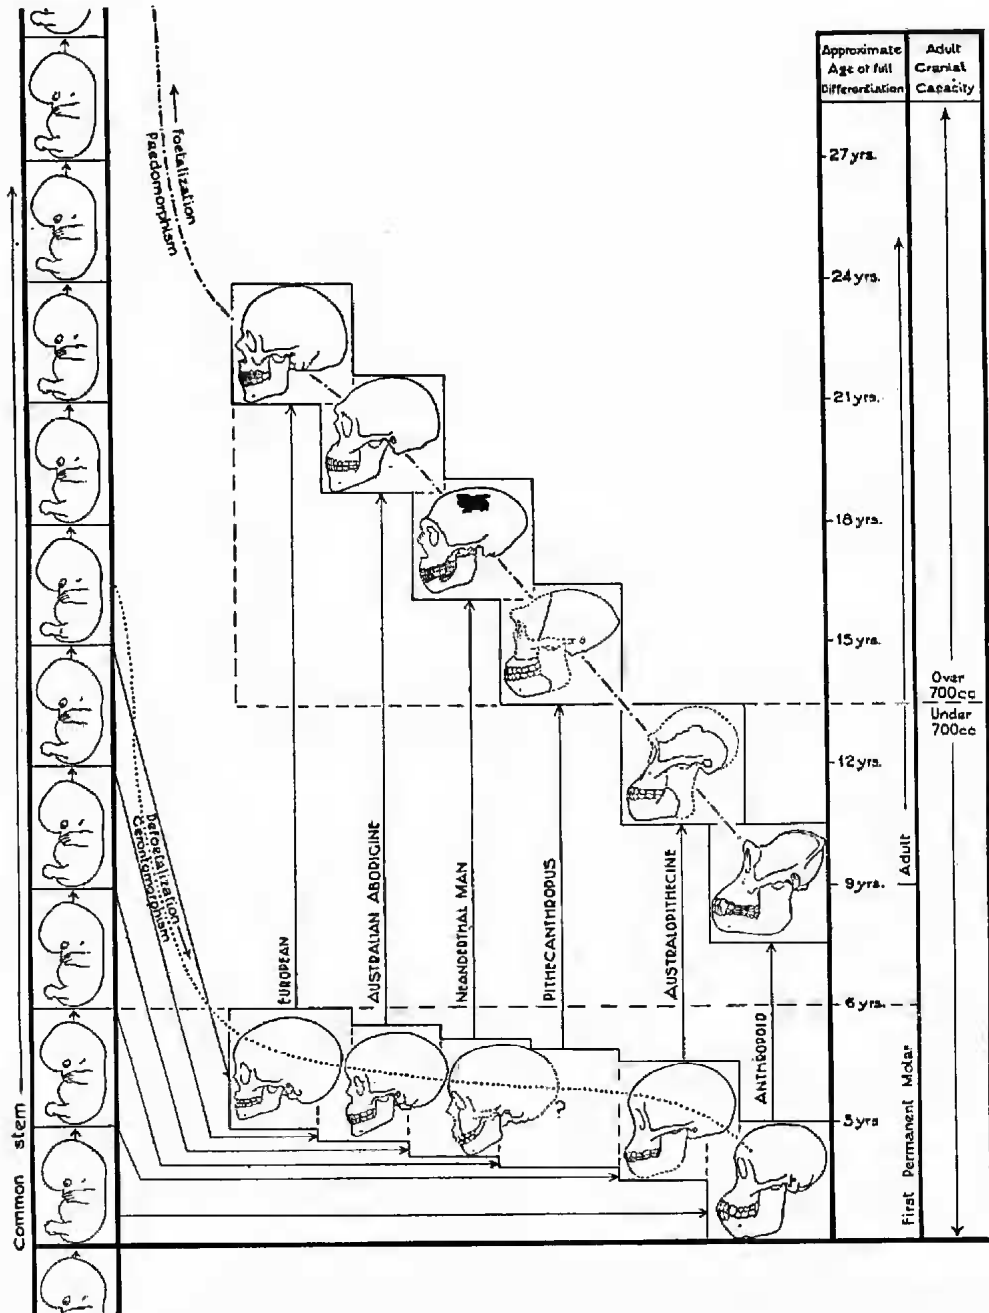 Approximate
Age of full
Differentiation
Adult
Cranial
Capacity
27 yrs.
24 yrs.
21 yrs.
18 yrs.
15 yrs.
12 yrs.
9 yrs.
6 yrs.
3 yrs
Over
700cc
Under
700cc
Adult
First Permanent Molar
Foetalization
Paedomorphism
Defoetalization
Gerontomorphism
EUROPEAN
AUSTRALIAN ABORIGINE
NEANDERTHAL MAN
PITHECANTHROPUS
AUSTRALOPITHECINE
ANTHROPOID
?
Common stem